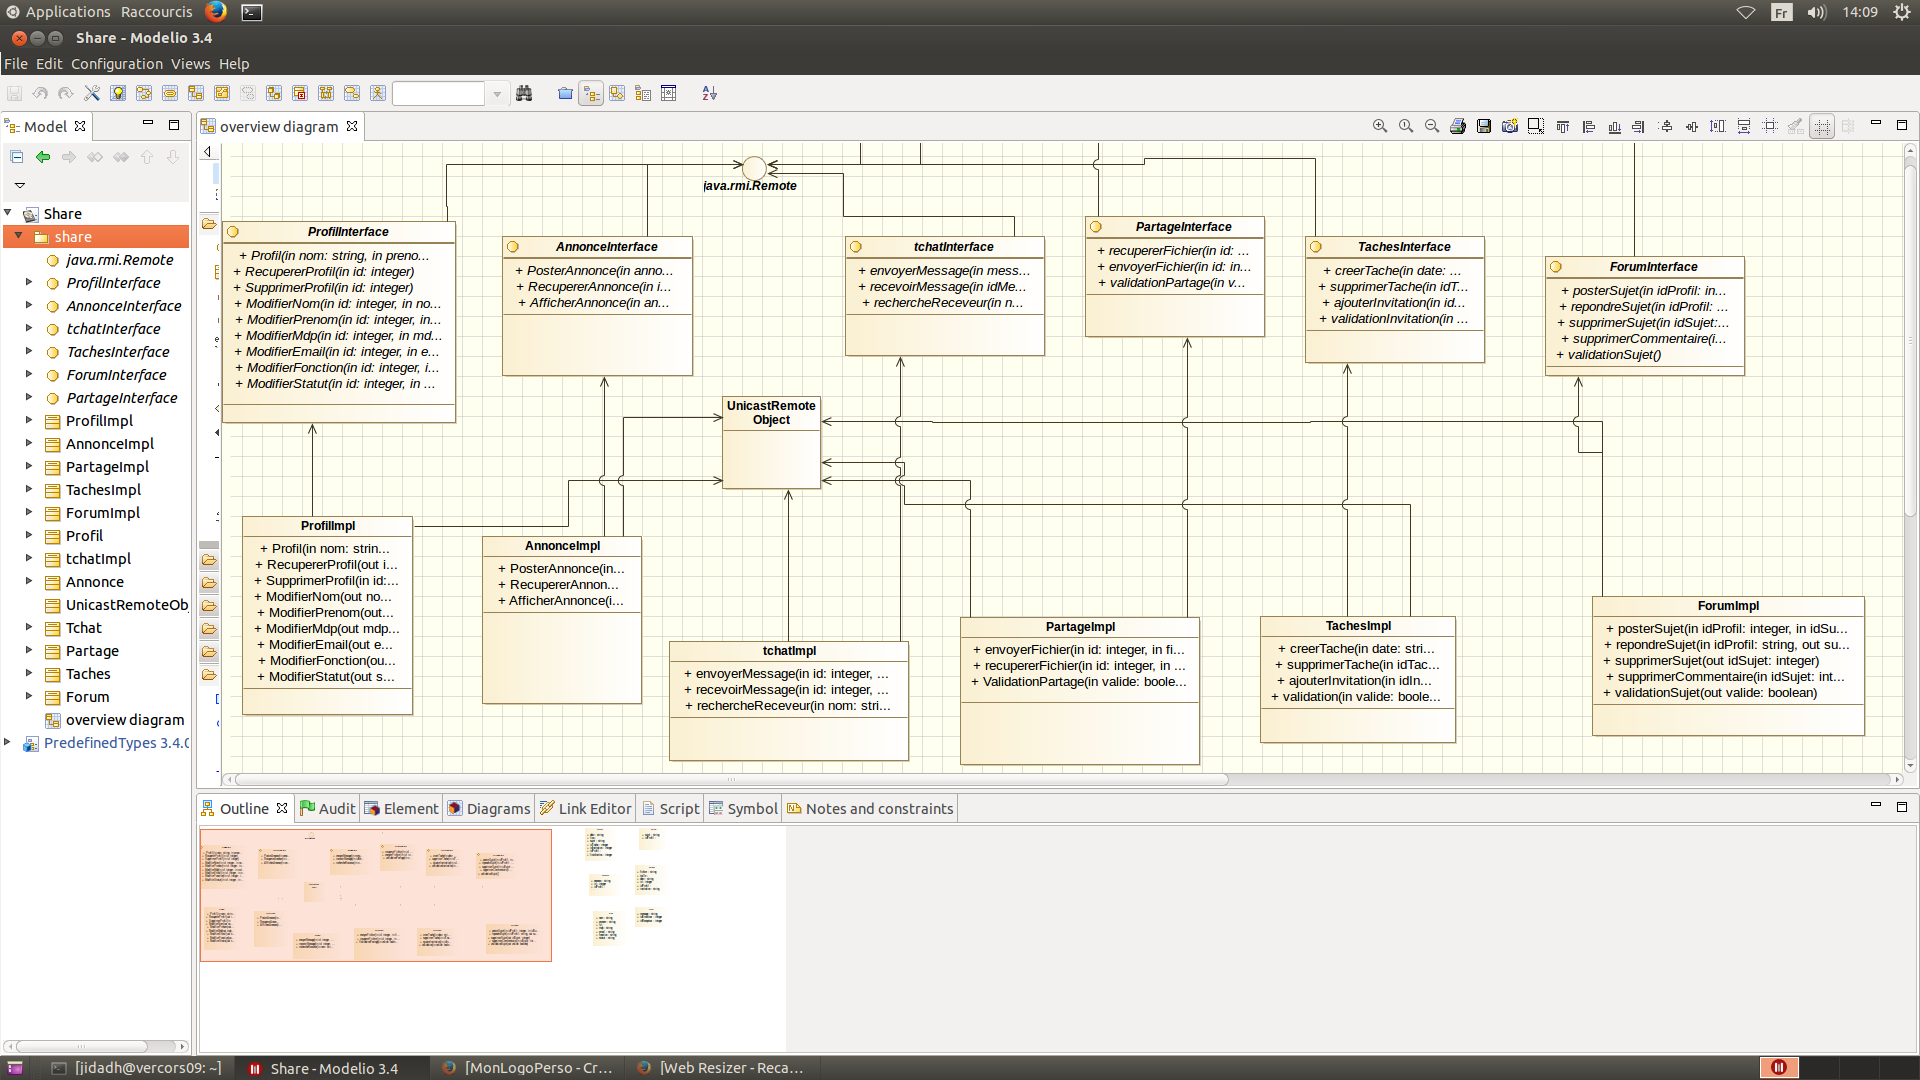 Applications Raccourcis
Fr 14:09
Share - Modelio 3.4
File Edit Configuration Views Help
Model
overview diagram
Share
share
java.rmi.Remote
ProfilInterface
AnnonceInterface
tchatInterface
TachesInterface
ForumInterface
PartageInterface
ProfilImpl
AnnonceImpl
PartageImpl
TachesImpl
ForumImpl
Profil
tchatImpl
Annonce
UnicastRemoteObj
Tchat
Partage
Taches
Forum
overview diagram
PredefinedTypes 3.4.0
java.rmi.Remote
ProfilInterface
+ Profil(in nom: string, in preno...
+ RecupererProfil(in id: integer)
+ SupprimerProfil(in id: integer)
+ ModifierNom(in id: integer, in no...
+ ModifierPrenom(in id: integer, in...
+ ModifierMdp(in id: integer, in md...
+ ModifierEmail(in id: integer, in e...
+ ModifierFonction(in id: integer, i...
+ ModifierStatut(in id: integer, in ...
AnnonceInterface
+ PosterAnnonce(in anno...
+ RecupererAnnonce(in i...
+ AfficherAnnonce(in an...
tchatInterface
+ envoyerMessage(in mess...
+ recevoirMessage(in idMe...
+ rechercheReceveur(in n...
PartageInterface
+ recupererFichier(in id: ...
+ envoyerFichier(in id: in...
+ validationPartage(in v...
TachesInterface
+ creerTache(in date: ...
+ supprimerTache(in idT...
+ ajouterInvitation(in id...
+ validationInvitation(in ...
ForumInterface
+ posterSujet(in idProfil: in...
+ repondreSujet(in idProfil: ...
+ supprimerSujet(in idSujet:...
+ supprimerCommentaire(i...
+ validationSujet()
UnicastRemote
Object
ProfilImpl
+ Profil(in nom: strin...
+ RecupererProfil(out i...
+ SupprimerProfil(in id:...
+ ModifierNom(out no...
+ ModifierPrenom(out...
+ ModifierMdp(out mdp...
+ ModifierEmail(out e...
+ ModifierFonction(ou...
+ ModifierStatut(out s...
AnnonceImpl
+ PosterAnnonce(in...
+ RecupererAnnon...
+ AfficherAnnonce(i...
tchatImpl
+ envoyerMessage(in id: integer, ...
+ recevoirMessage(in id: integer, ...
+ rechercheReceveur(in nom: stri...
PartageImpl
+ envoyerFichier(in id: integer, in fi...
+ recupererFichier(in id: integer, in ...
+ ValidationPartage(in valide: boole...
TachesImpl
+ creerTache(in date: stri...
+ supprimerTache(in idTac...
+ ajouterInvitation(in idIn...
+ validation(in valide: boole...
ForumImpl
+ posterSujet(in idProfil: integer, in idSu...
+ repondreSujet(in idProfil: string, out su...
+ supprimerSujet(out idSujet: integer)
+ supprimerCommentaire(in idSujet: int...
+ validationSujet(out valide: boolean)
Outline Audit Element Diagrams Link Editor Script Symbol Notes and constraints
[jidadh@vercors09: ~] Share - Modelio 3.4 [MonLogoPerso - Cr... [Web Resizer - Reca...